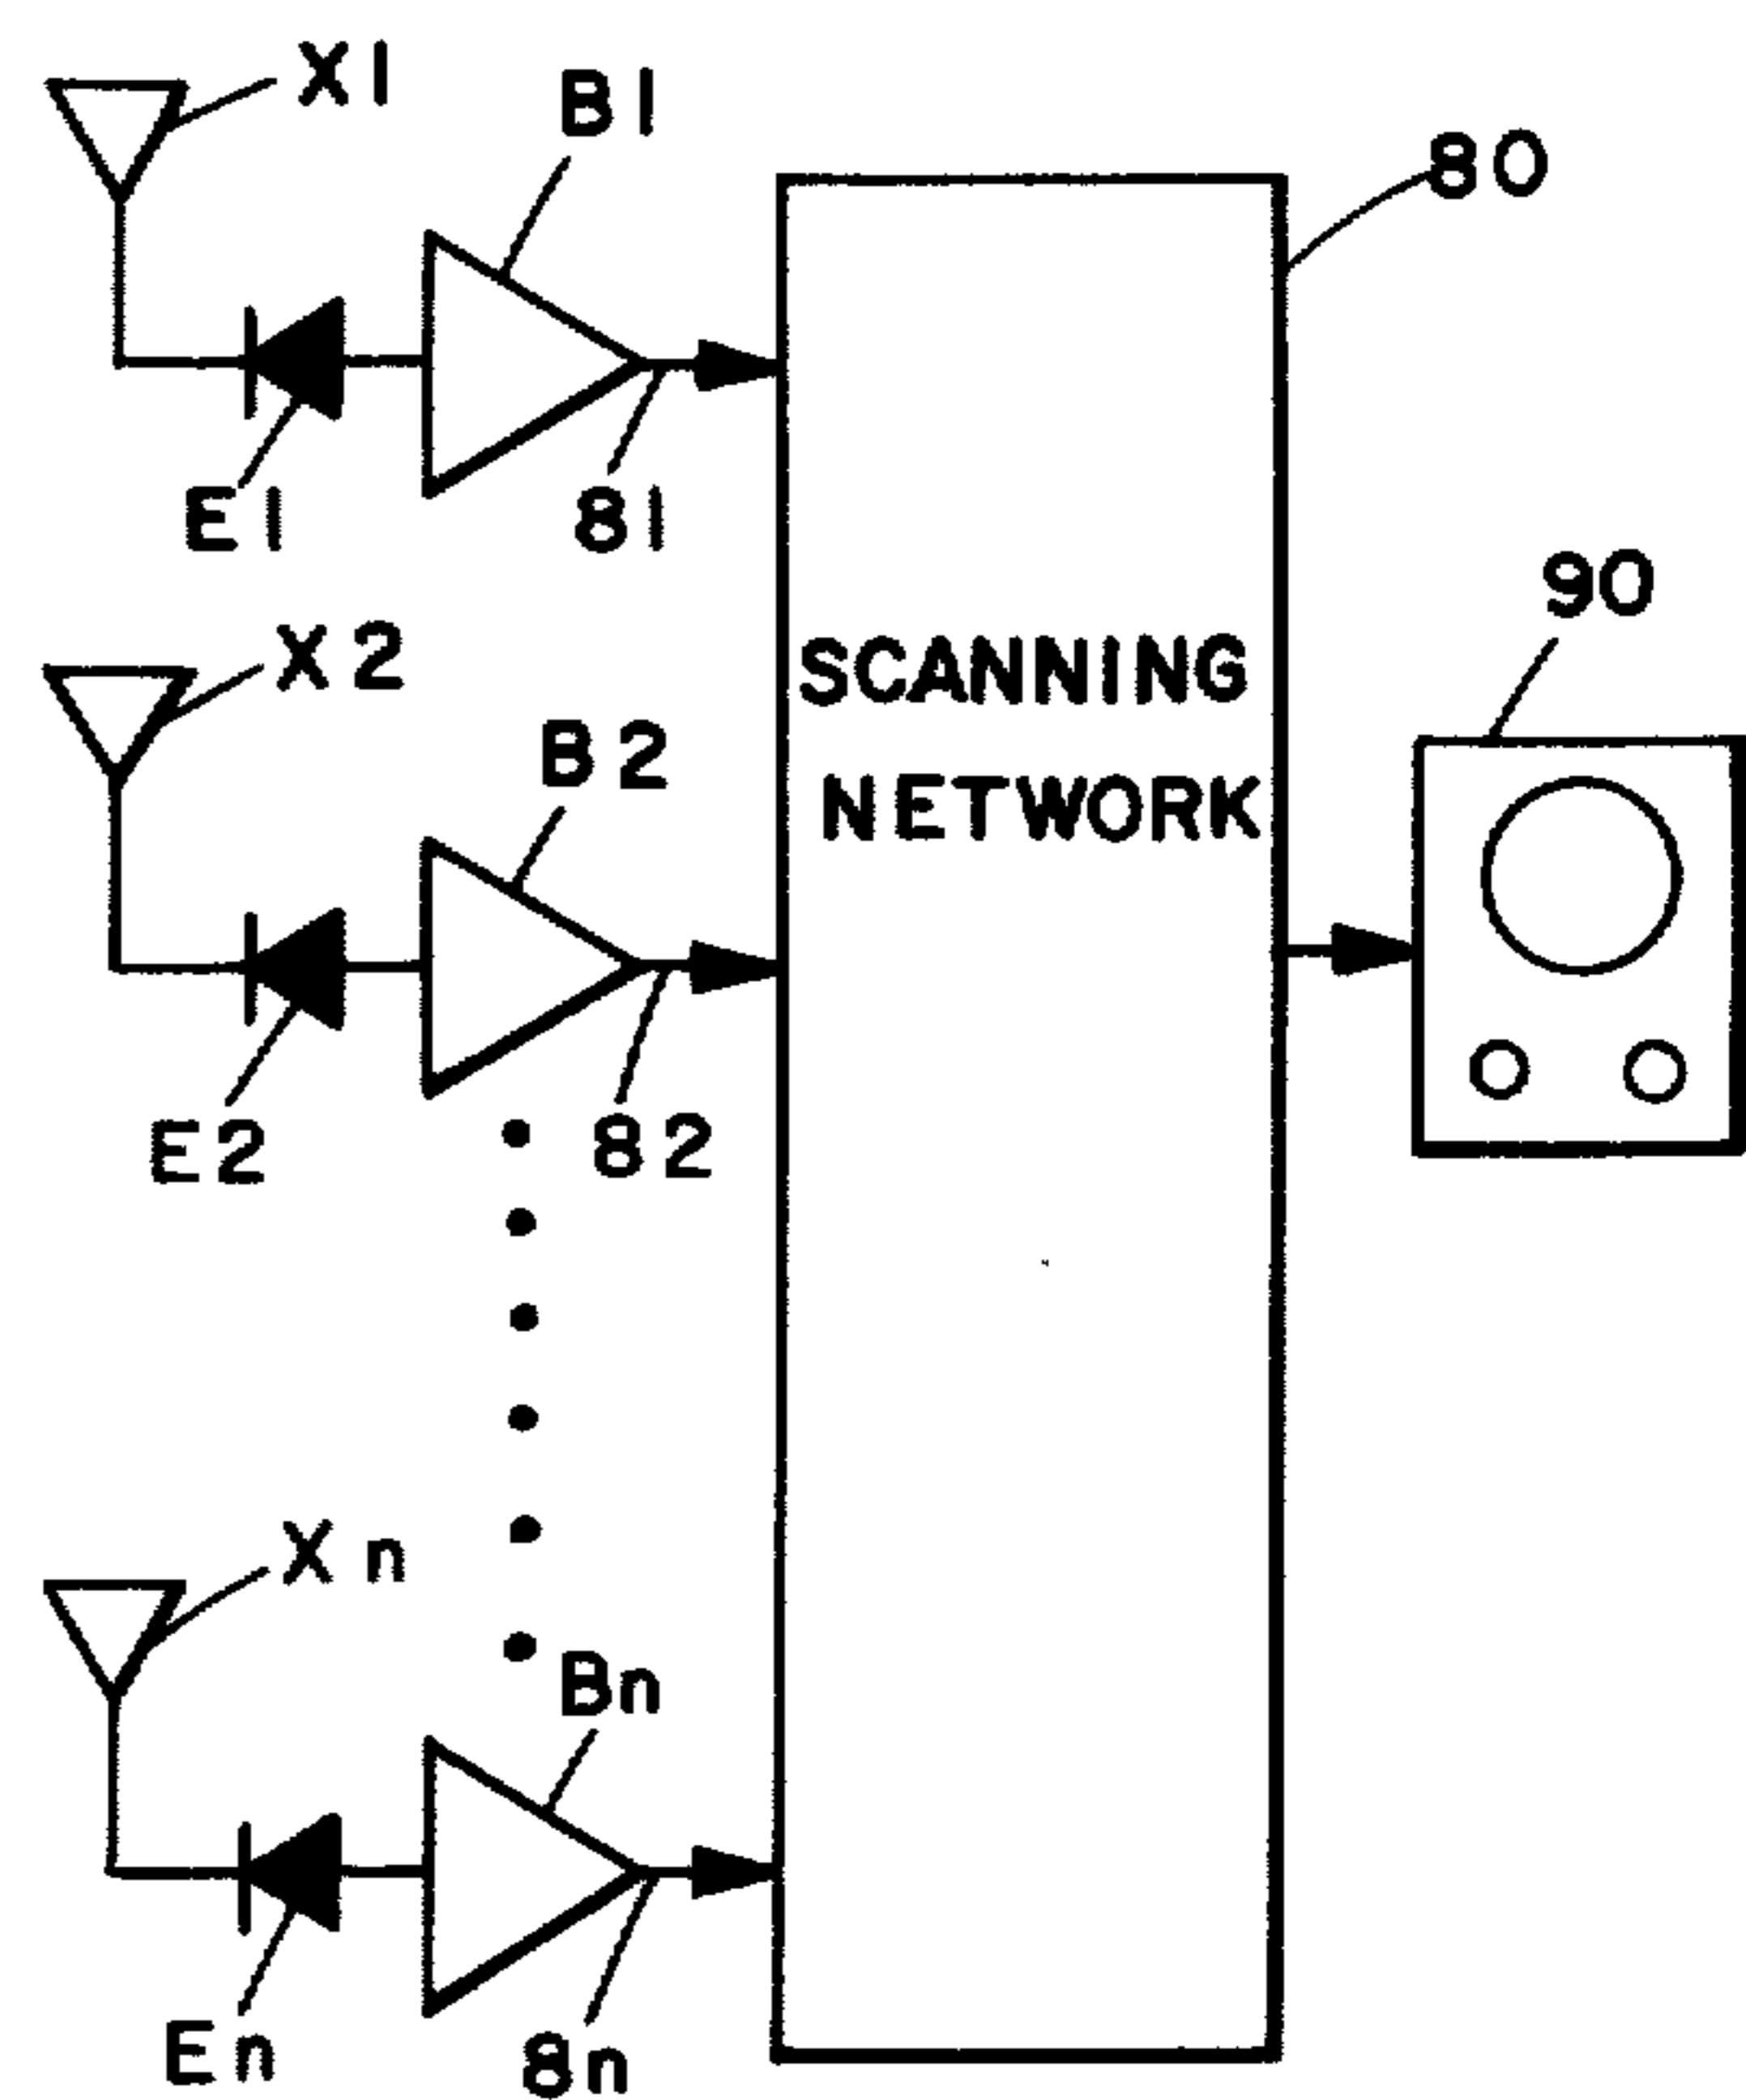 X1
B1
80
E1
81
90
X2
SCANNING
B2
NETWORK
E2
82
Xn
Bn
En
8n